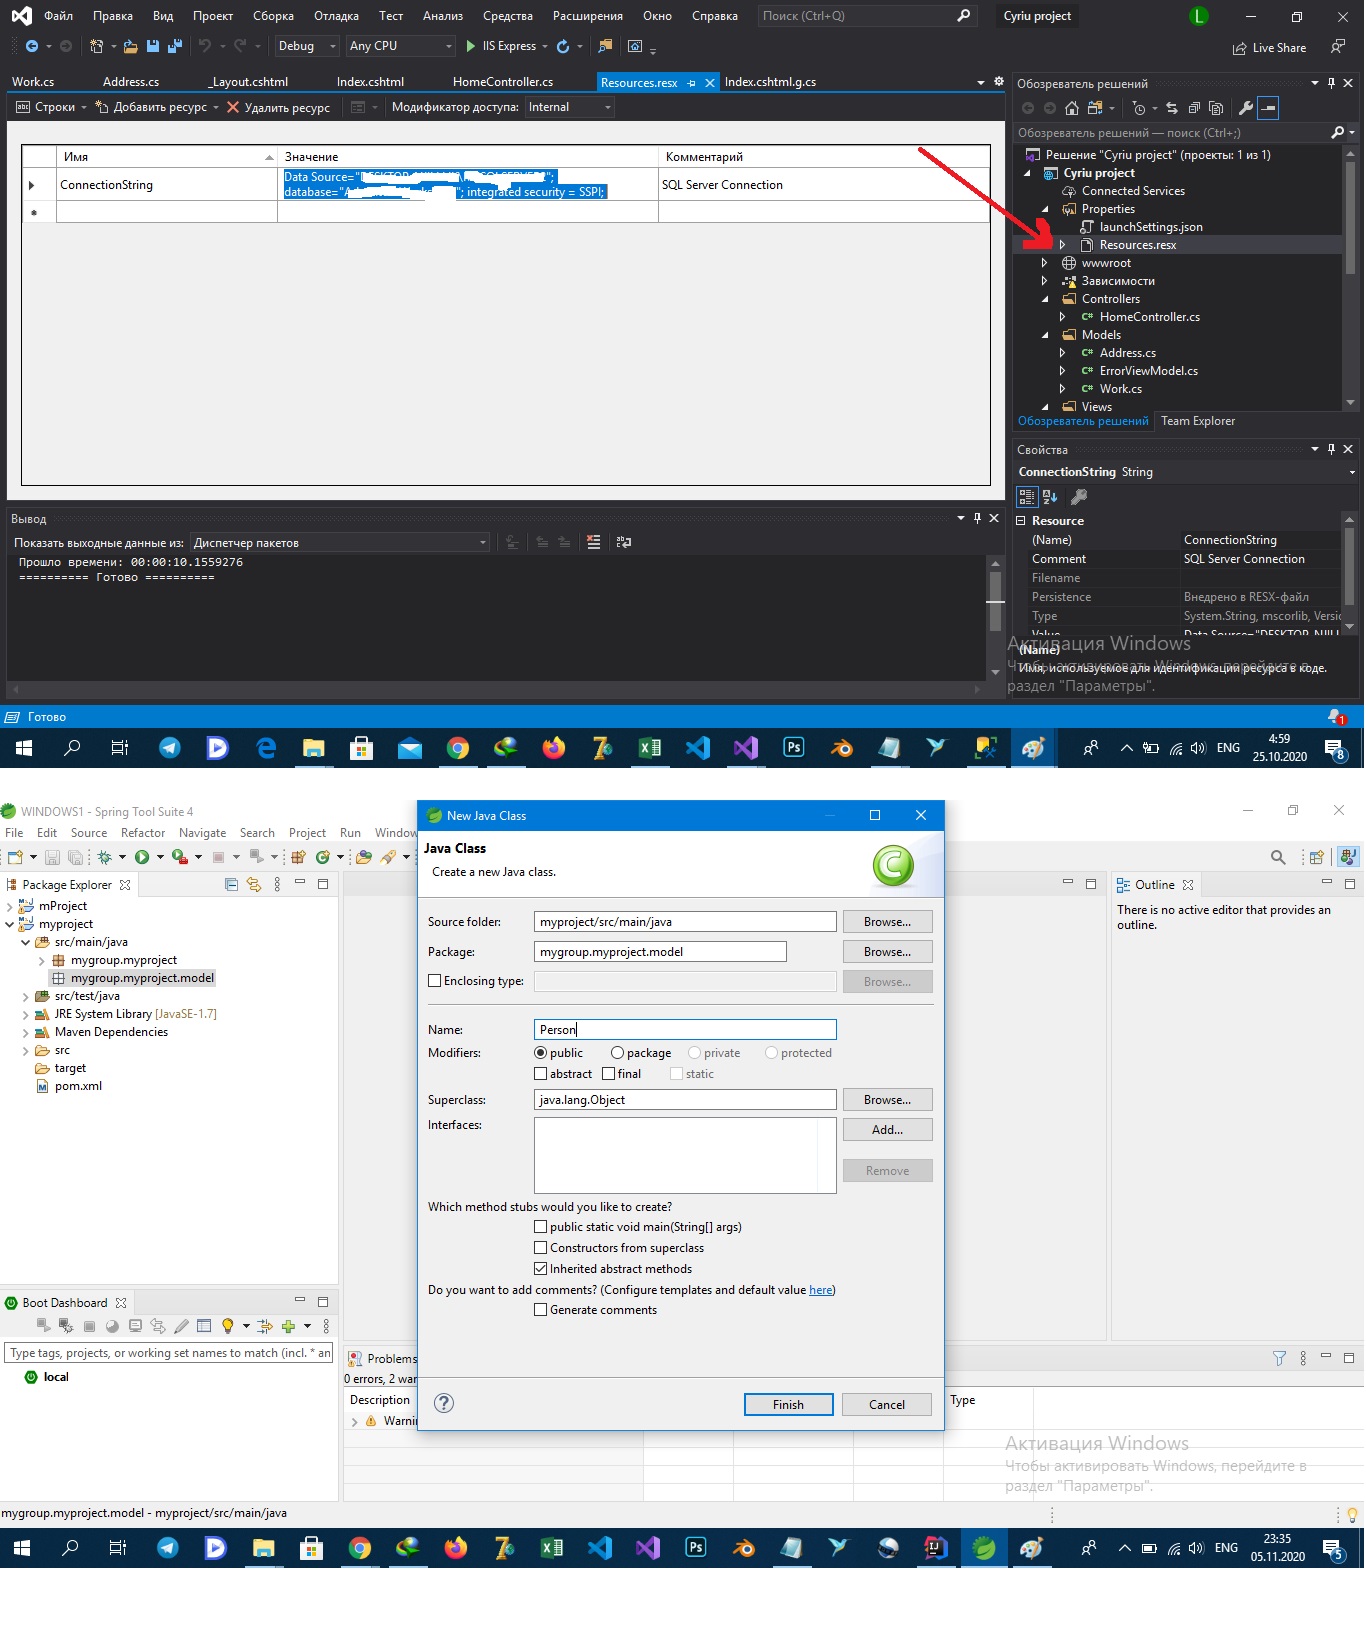 Файл Правка Вид Проект Сборка Отладка Тест Анализ Средства Расширения Окно Справка Поиск (Ctrl+Q) Cyriu project L
Debug Any CPU IIS Express Live Share
Work.cs Address.cs _Layout.cshtml Index.cshtml HomeController.cs Resources.resx Index.cshtml.g.cs
Строки Добавить ресурс Удалить ресурс Модификатор доступа: Internal
Имя Значение Комментарий
ConnectionString Data Source="DESKTOP
database="A "; integrated security = SSPI; SQL Server Connection
Обозреватель решений
Обозреватель решений — поиск (Ctrl+;)
Решение "Cyriu project" (проекты: 1 из 1)
Cyriu project
Connected Services
Properties
launchSettings.json
Resources.resx
wwwroot
Зависимости
Controllers
HomeController.cs
Models
Address.cs
ErrorViewModel.cs
Work.cs
Views
Обозреватель решений Team Explorer
Свойства
ConnectionString String
Resource
(Name) ConnectionString
Comment SQL Server Connection
Filename
Persistence Внедрено в RESX-файл
Type System.String, mscorlib, Versic
(Name)
Имя, используемое для идентификации ресурса в коде.
Активация Windows
Чтобы активировать Windows, перейдите в
раздел "Параметры".
Вывод
Показать выходные данные из: Диспетчер пакетов
Прошло времени: 00:00:10.1559276
========== Готово ==========
Готово 1
ENG 4:59
25.10.2020 8
WINDOWS1 - Spring Tool Suite 4
File Edit Source Refactor Navigate Search Project Run Window
Package Explorer
mProject
myproject
src/main/java
mygroup.myproject
mygroup.myproject.model
src/test/java
JRE System Library [JavaSE-1.7]
Maven Dependencies
src
target
pom.xml
Boot Dashboard
Type tags, projects, or working set names to match (incl. * an
local
New Java Class
Java Class
Create a new Java class.
Source folder: myproject/src/main/java Browse...
Package: mygroup.myproject.model Browse...
Enclosing type: Browse...
Name: Person
Modifiers: public package private protected
abstract final static
Superclass: java.lang.Object Browse...
Interfaces: Add...
Remove
Which method stubs would you like to create?
public static void main(String[] args)
Constructors from superclass
Inherited abstract methods
Do you want to add comments? (Configure templates and default value here)
Generate comments
Finish Cancel
Outline
There is no active editor that provides an
outline.
Problems
0 errors, 2 war
Description Type
Warni
Активация Windows
Чтобы активировать Windows, перейдите в
раздел "Параметры".
mygroup.myproject.model - myproject/src/main/java
ENG 23:35
05.11.2020 5